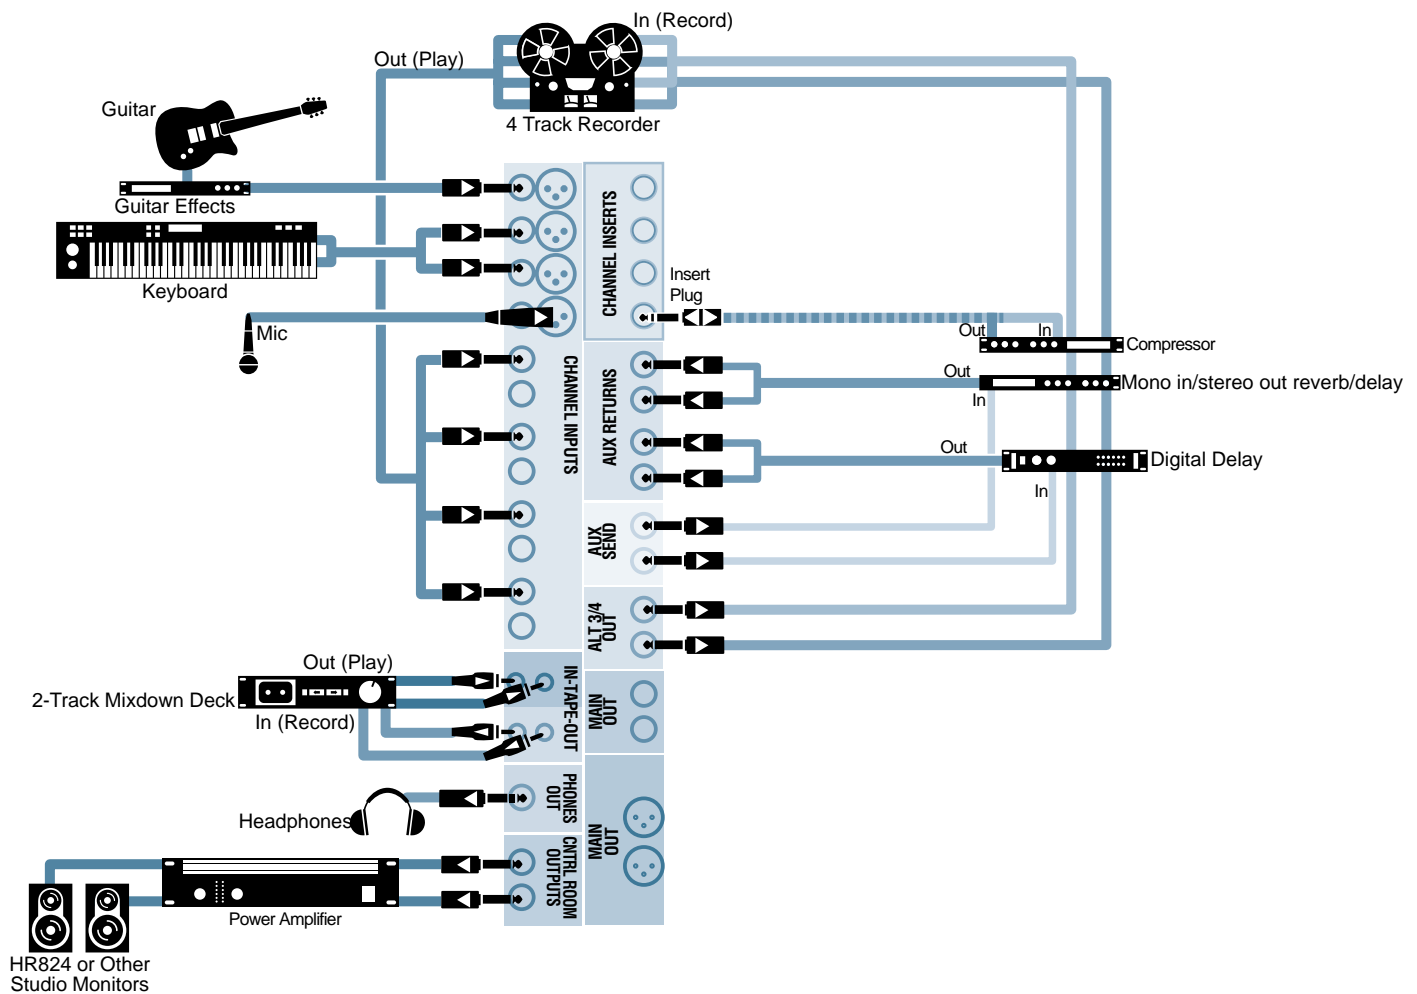 In (Record)
Out (Play)
4 Track Recorder
Guitar
Guitar Effects
Keyboard
Mic
CHANNEL INSERTS
Insert
Plug
Out
In
Compressor
CHANNEL INPUTS
AUX RETURNS
Out
In
Mono in/stereo out reverb/delay
Out
In
Digital Delay
AUX
SEND
ALT 3/4
OUT
Out (Play)
2-Track Mixdown Deck
In (Record)
IN-TAPE-OUT
MAIN
OUT
Headphones
PHONES
OUT
MAIN
OUT
CNTRL ROOM
OUTPUTS
Power Amplifier
HR824 or Other
Studio Monitors